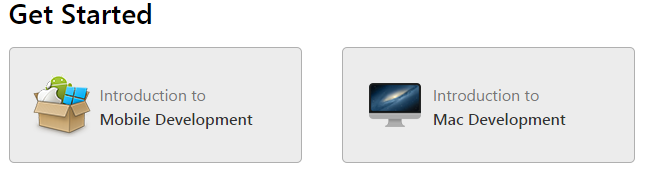 Get Started
Introduction to
Mobile Development
Introduction to
Mac Development